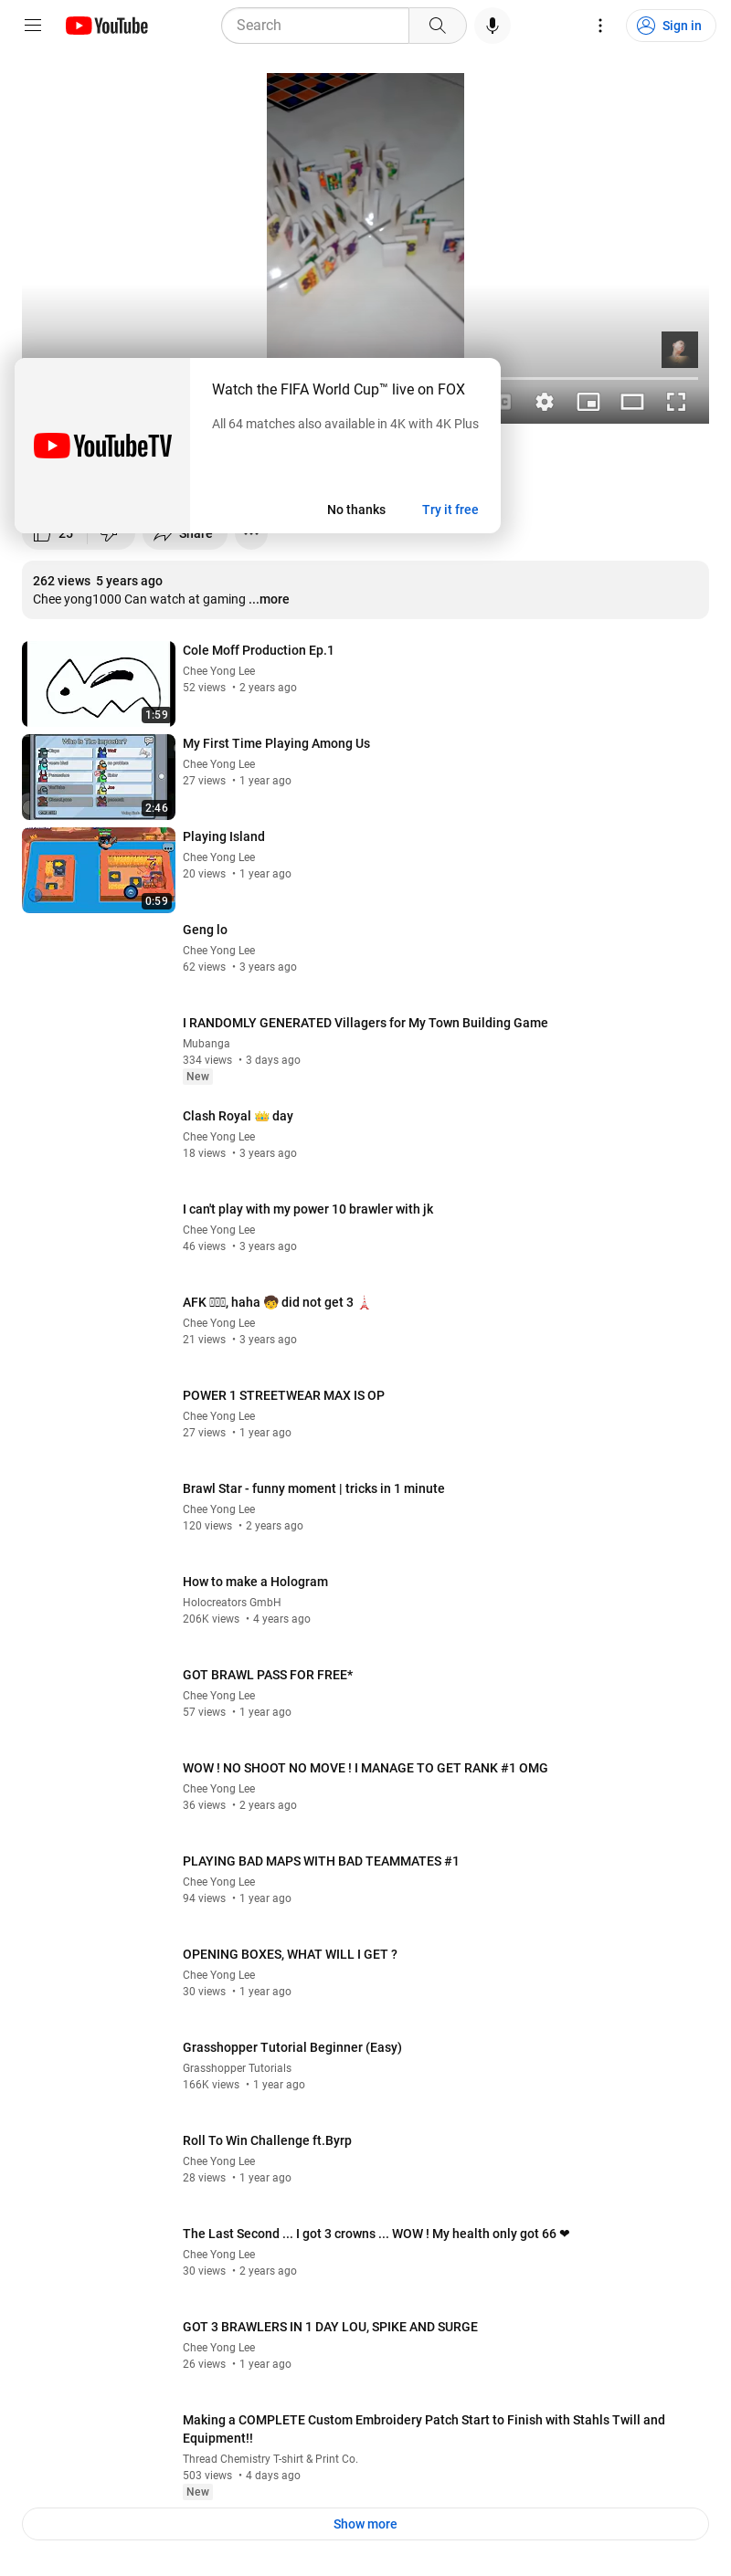 YouTube
Search
Sign in
Watch the FIFA World Cup™ live on FOX
All 64 matches also available in 4K with 4K Plus
YouTubeTV
No thanks
Try it free
25
Share
262 views 5 years ago
Chee yong1000 Can watch at gaming ...more
Cole Moff Production Ep.1
Chee Yong Lee
52 views • 2 years ago
1:59
Who Is The Impostor?
My First Time Playing Among Us
Chee Yong Lee
27 views • 1 year ago
2:46
Playing Island
Chee Yong Lee
20 views • 1 year ago
0:59
Geng lo
Chee Yong Lee
62 views • 3 years ago
I RANDOMLY GENERATED Villagers for My Town Building Game
Mubanga
334 views • 3 days ago
New
Clash Royal 👑 day
Chee Yong Lee
18 views • 3 years ago
I can't play with my power 10 brawler with jk
Chee Yong Lee
46 views • 3 years ago
AFK , haha 🧒 did not get 3 🗼
Chee Yong Lee
21 views • 3 years ago
POWER 1 STREETWEAR MAX IS OP
Chee Yong Lee
27 views • 1 year ago
Brawl Star - funny moment | tricks in 1 minute
Chee Yong Lee
120 views • 2 years ago
How to make a Hologram
Holocreators GmbH
206K views • 4 years ago
GOT BRAWL PASS FOR FREE*
Chee Yong Lee
57 views • 1 year ago
WOW ! NO SHOOT NO MOVE ! I MANAGE TO GET RANK #1 OMG
Chee Yong Lee
36 views • 2 years ago
PLAYING BAD MAPS WITH BAD TEAMMATES #1
Chee Yong Lee
94 views • 1 year ago
OPENING BOXES, WHAT WILL I GET ?
Chee Yong Lee
30 views • 1 year ago
Grasshopper Tutorial Beginner (Easy)
Grasshopper Tutorials
166K views • 1 year ago
Roll To Win Challenge ft.Byrp
Chee Yong Lee
28 views • 1 year ago
The Last Second ... I got 3 crowns ... WOW ! My health only got 66 ❤
Chee Yong Lee
30 views • 2 years ago
GOT 3 BRAWLERS IN 1 DAY LOU, SPIKE AND SURGE
Chee Yong Lee
26 views • 1 year ago
Making a COMPLETE Custom Embroidery Patch Start to Finish with Stahls Twill and
Equipment!!
Thread Chemistry T-shirt & Print Co.
503 views • 4 days ago
New
Show more